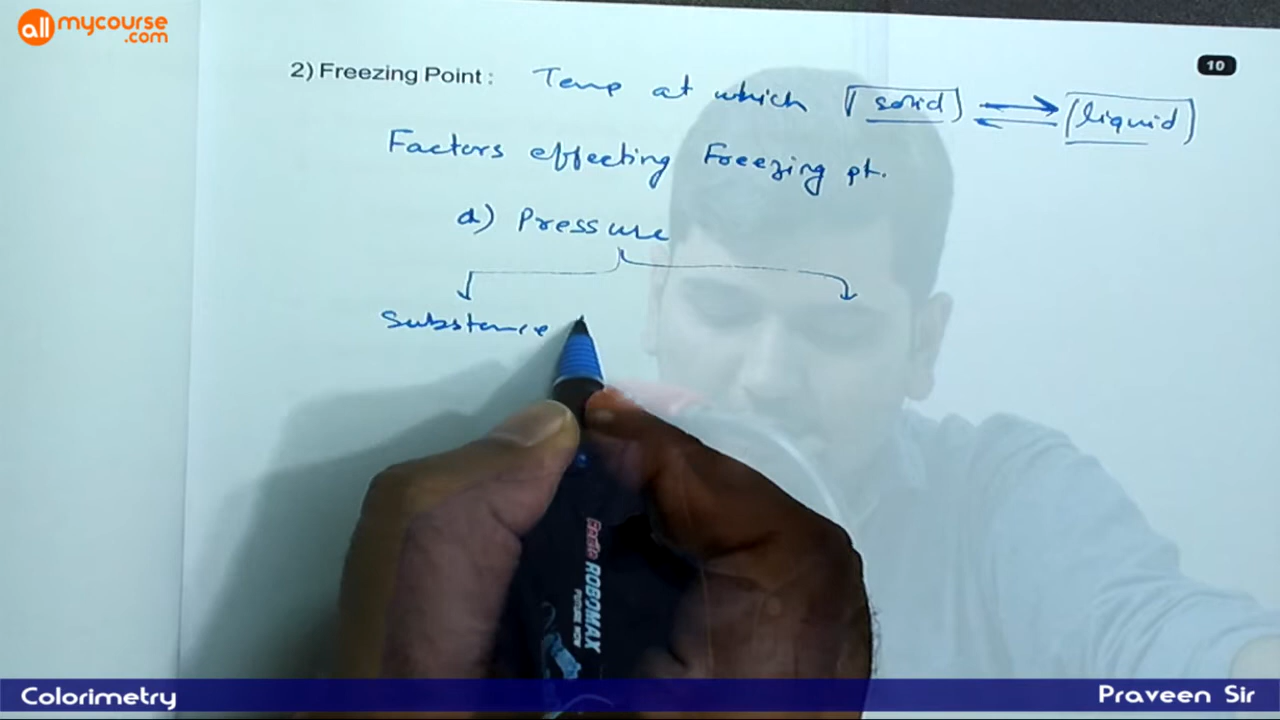 allmycourse.com
10
2) Freezing Point : Temp at which (solid) ⇌ (liquid)
Factors effecting Freezing pt.
a) Pressure
Substance
Cello ROBOMAX
Colorimetry
Praveen Sir